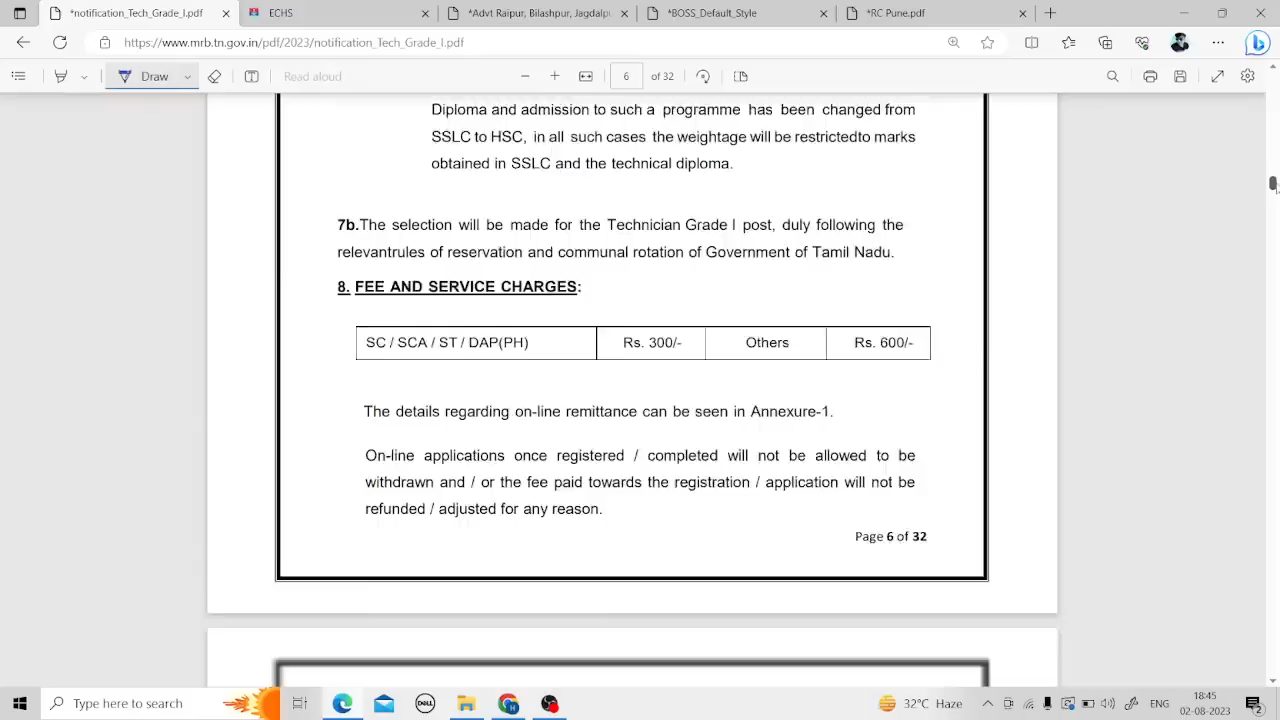 *notification_Tech_Grade_I.pdf
ECHS
*Advt Raipur, Bilashpur, Jagdalpu
*BOSS_Default_Style
*RC Pune.pdf
https://www.mrb.tn.gov.in/pdf/2023/notification_Tech_Grade_I.pdf
Draw
Read aloud
6
of 32
Diploma and admission to such a programme has been changed from
SSLC to HSC, in all such cases the weightage will be restrictedto marks
obtained in SSLC and the technical diploma.
7b.The selection will be made for the Technician Grade I post, duly following the
relevantrules of reservation and communal rotation of Government of Tamil Nadu.
8. FEE AND SERVICE CHARGES:
SC / SCA / ST / DAP(PH) Rs. 300/- Others Rs. 600/-
The details regarding on-line remittance can be seen in Annexure-1.
On-line applications once registered / completed will not be allowed to be
withdrawn and / or the fee paid towards the registration / application will not be
refunded / adjusted for any reason.
Page 6 of 32
Type here to search
DELL
32°C Haze
ENG
18:45
02-08-2023
2